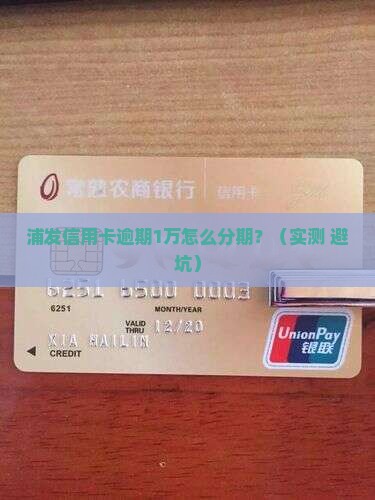 常熟农商银行 信用卡
浦发信用卡逾期1万怎么分期？（实测 避
坑）
6251 6500 0003
6251
MONTH/YEAR
VALID
THRU
12/20
XIA HAILIN
CREDIT
UnionPay
银联